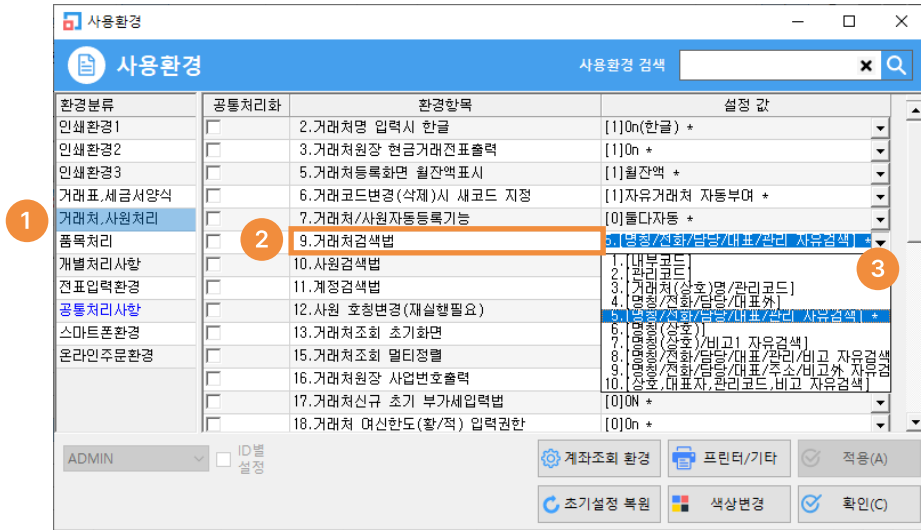 사용환경
사용환경
사용환경 검색
환경분류 공통처리화 환경항목 설정 값
인쇄환경1 2.거래처명 입력시 한글 [1]On(한글) *
인쇄환경2 3.거래처원장 현금거래전표출력 [1]On *
인쇄환경3 5.거래처등록화면 월잔액표시 [1]월잔액 *
거래표,세금서양식 6.거래코드변경(삭제)시 새코드 지정 [1]자유거래처 자동부여 *
1 거래처,사원처리 7.거래처/사원자동등록기능 [0]둘다자동 *
품목처리 2 9.거래처검색법 5.[명칭/전화/담당/대표/관리 자유검색] *
개별처리사항 10.사원검색법 1.[내부코드] 3
2.[관리코드]
전표입력환경 11.계정검색법 3.[거래처(상호)명/관리코드]
4.[명칭/전화/담당/대표외]
공통처리사항 12.사원 호칭변경(재실행필요) 5.[명칭/전화/담당/대표/관리 자유검색] *
스마트폰환경 13.거래처조회 초기화면 6.[명칭(상호)]
7.[명칭(상호)/비고1 자유검색]
온라인주문환경 15.거래처조회 멀티정렬 8.[명칭/전화/담당/대표/관리/비고 자유검색
16.거래처원장 사업번호출력 9.[명칭/전화/담당/대표/주소/비고외 자유검
10.[상호,대표자,관리코드,비고 자유검색]
17.거래처신규 초기 부가세입력법 [0]ON *
18.거래처 여신한도(황/적) 입력권한 [0]On *
ADMIN ID별 설정 계좌조회 환경 프린터/기타 적용(A)
초기설정 복원 색상변경 확인(C)